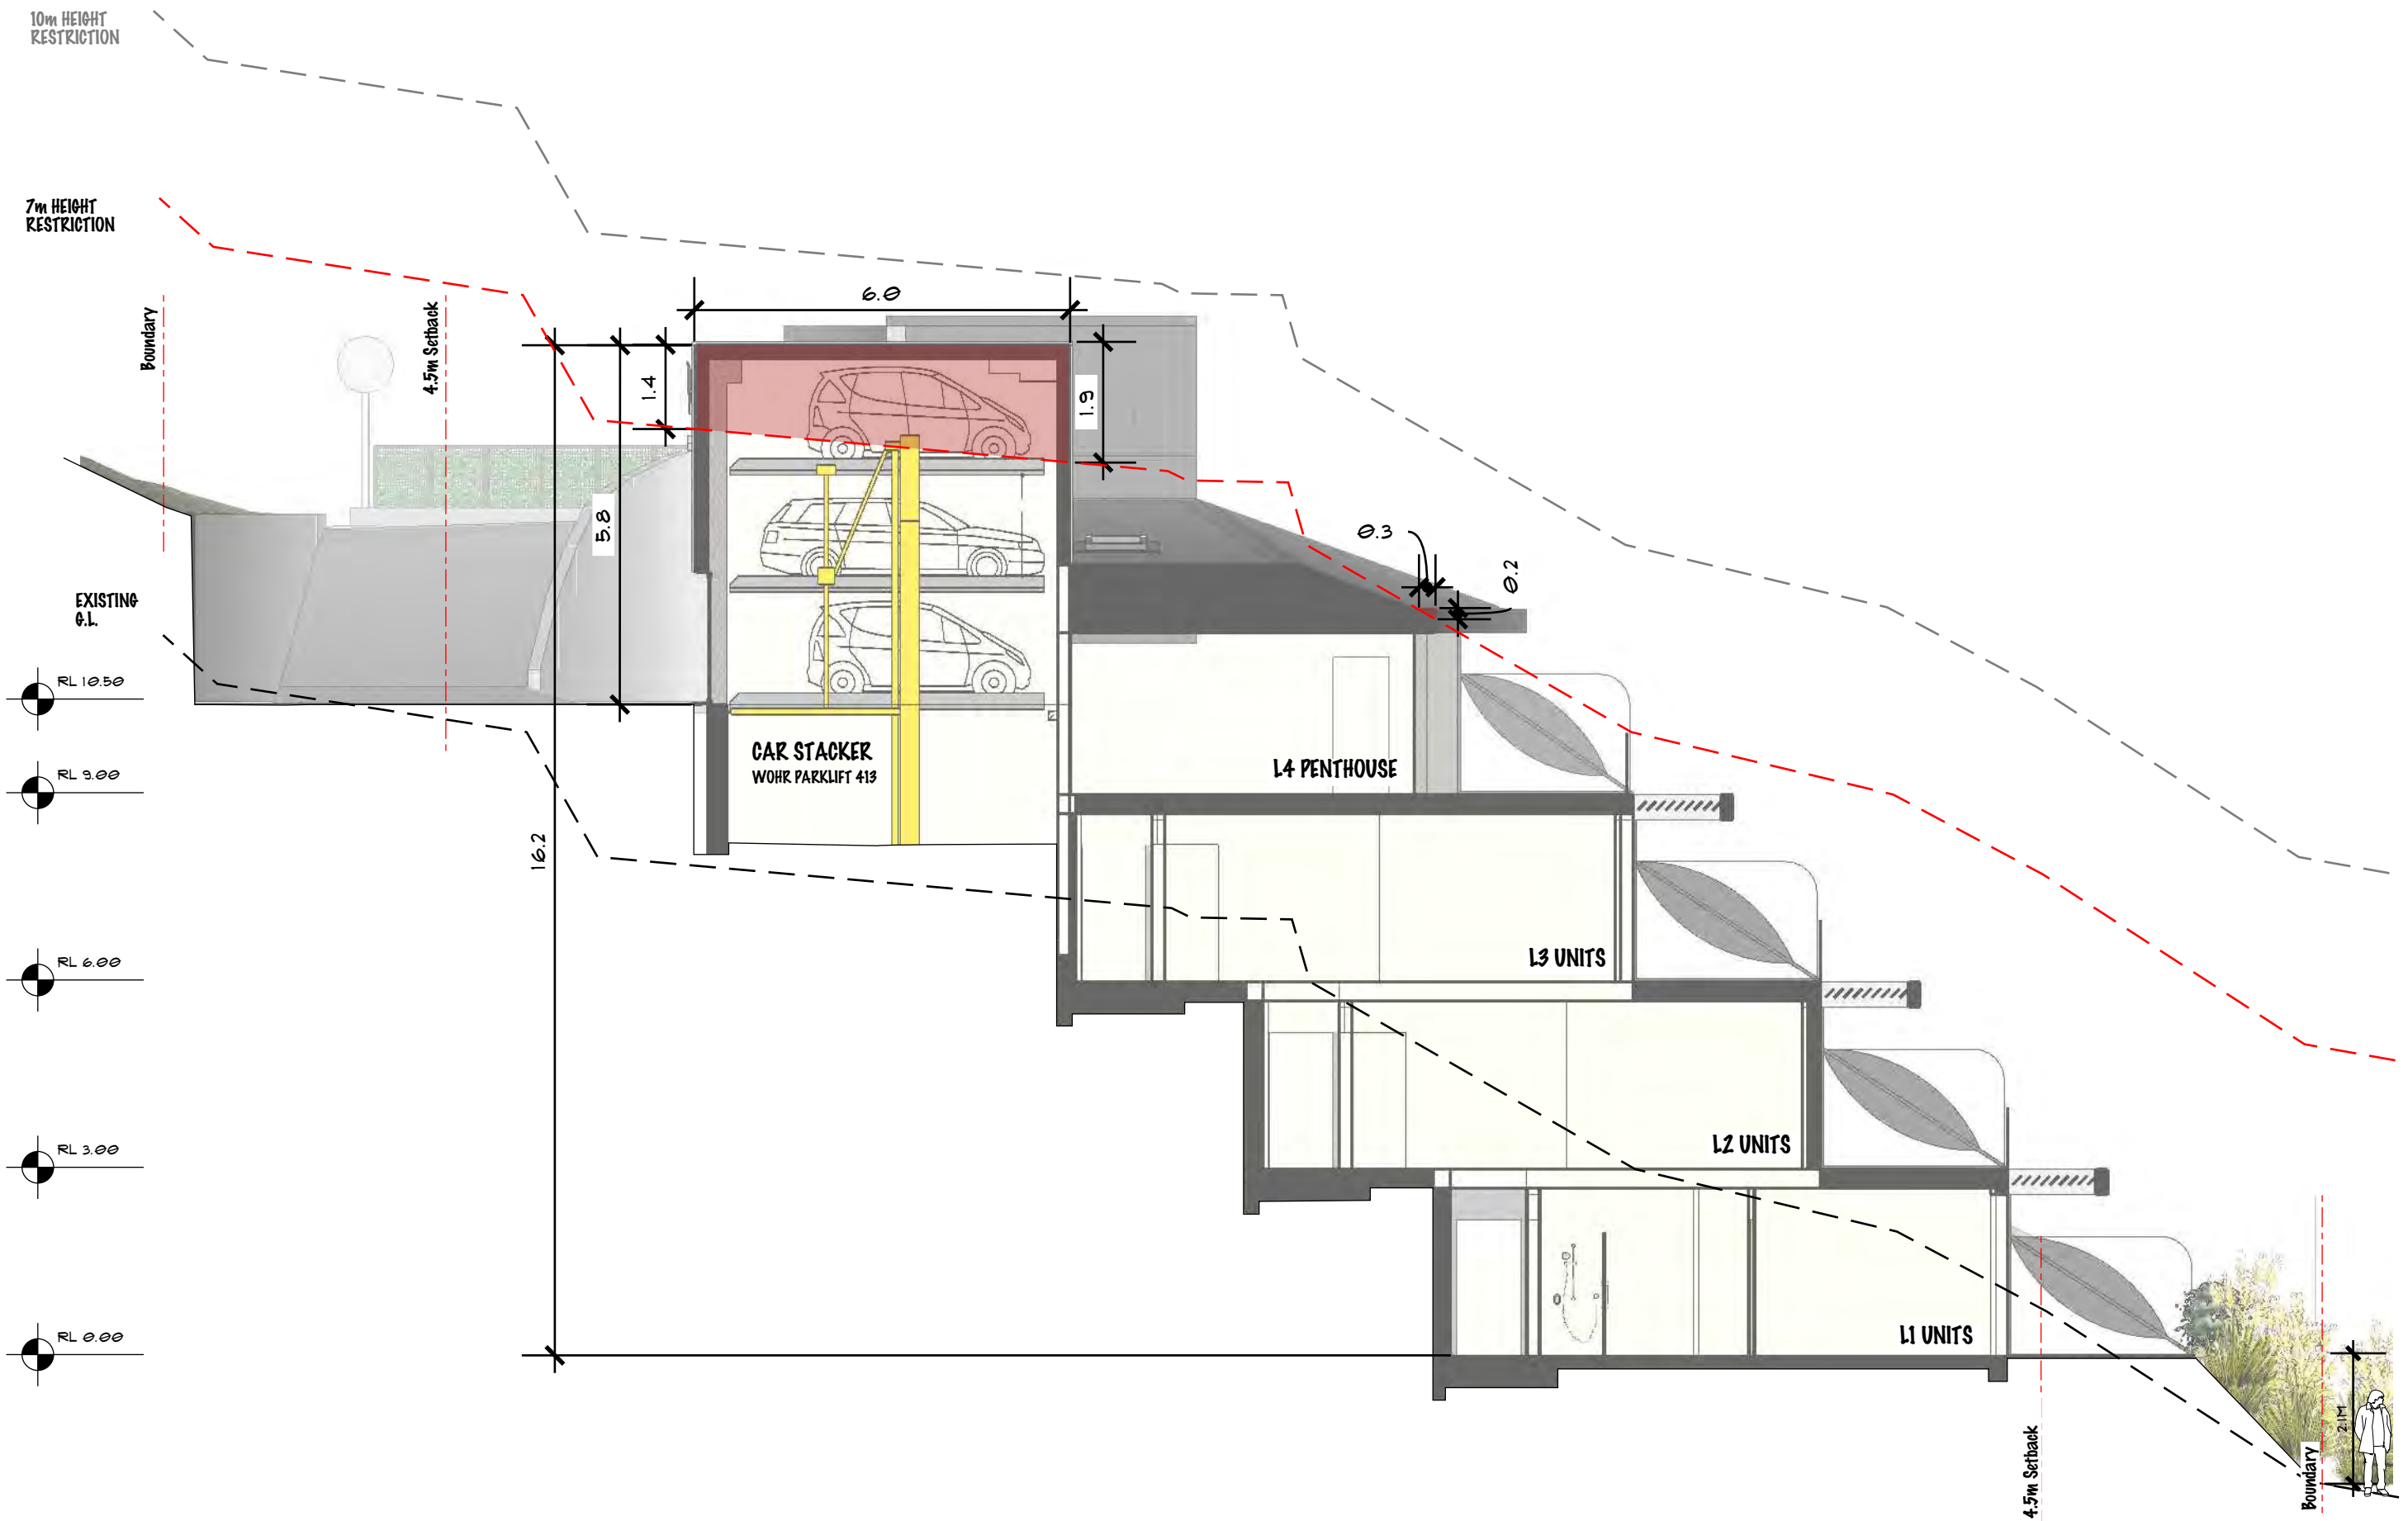 10m HEIGHT
RESTRICTION
7m HEIGHT
RESTRICTION
Boundary
4.5m Setback
6.0
1.4
1.9
5.8
0.3
0.2
EXISTING
G.L.
RL 10.50
RL 9.00
CAR STACKER
WOHR PARKLIFT 413
L4 PENTHOUSE
16.2
RL 6.00
L3 UNITS
RL 3.00
L2 UNITS
RL 0.00
L1 UNITS
4.5m Setback
Boundary
2.1M